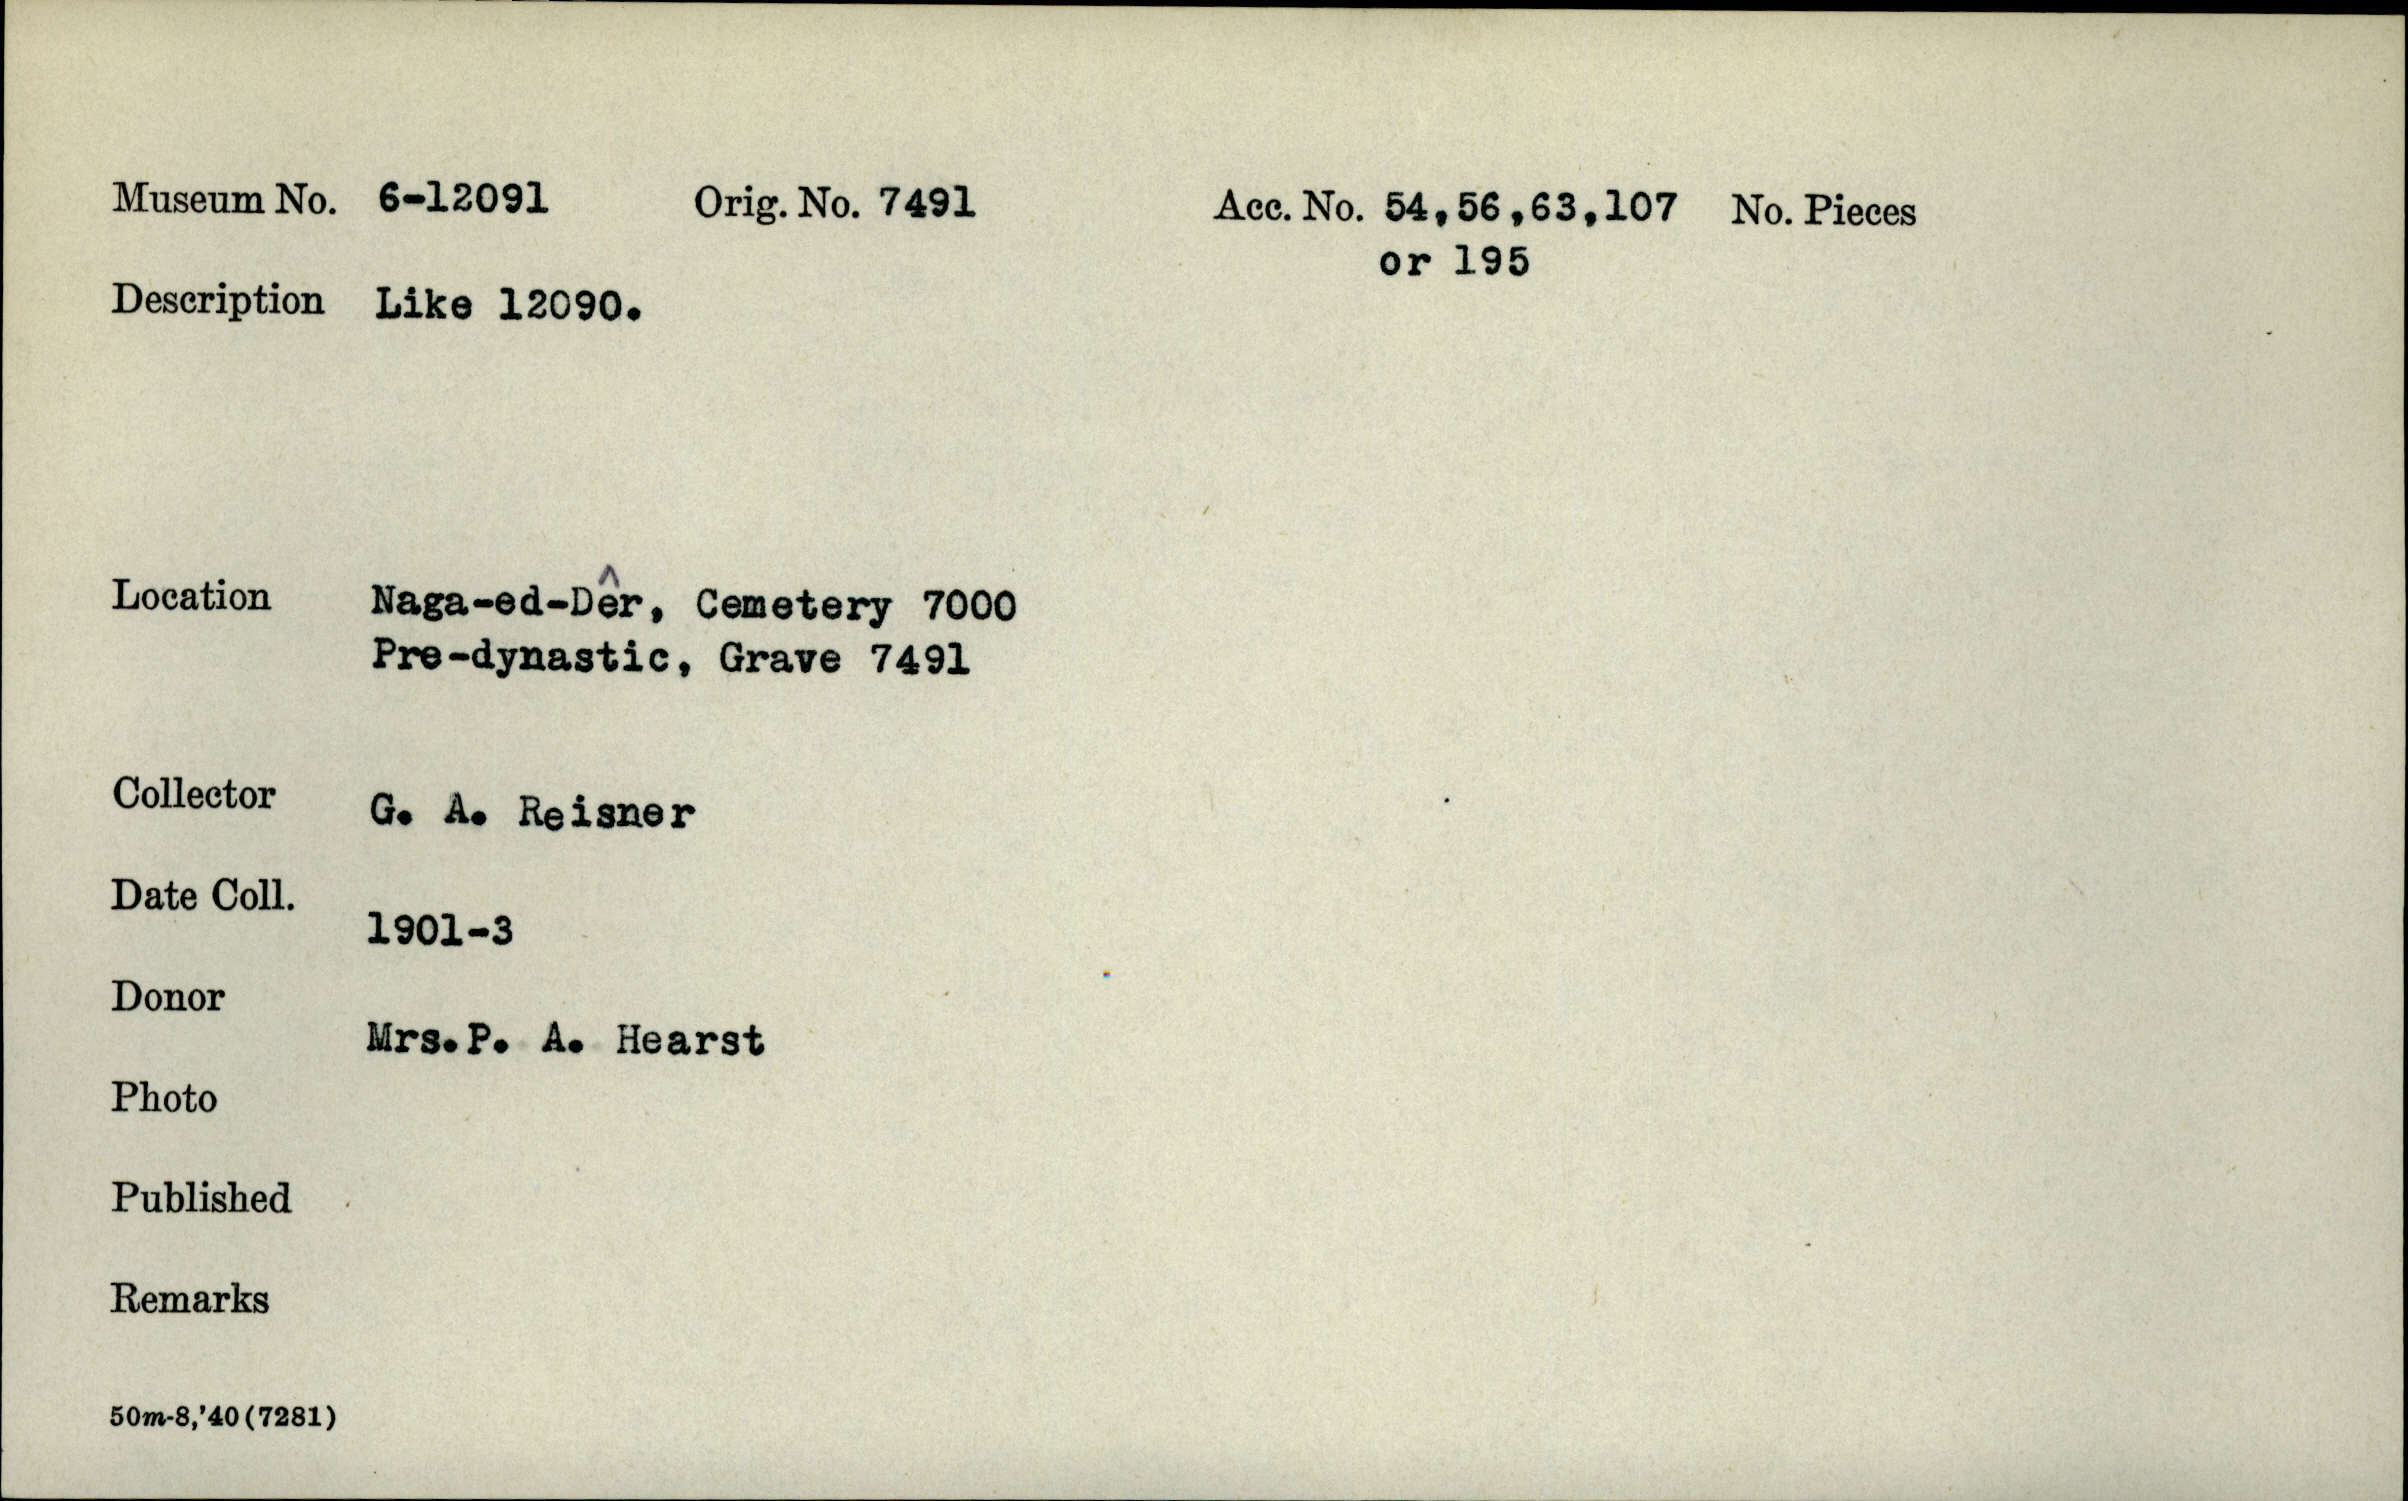 Museum No. 6-12091 Orig. No. 7491 Acc. No. 54,56,63,107 No. Pieces
or 195
Description Like 12090.
Location Naga-ed-Dêr, Cemetery 7000
Pre-dynastic, Grave 7491
Collector G. A. Reisner
Date Coll. 1901-3
Donor Mrs.P. A. Hearst
Photo
Published
Remarks
50m-8,'40(7281)